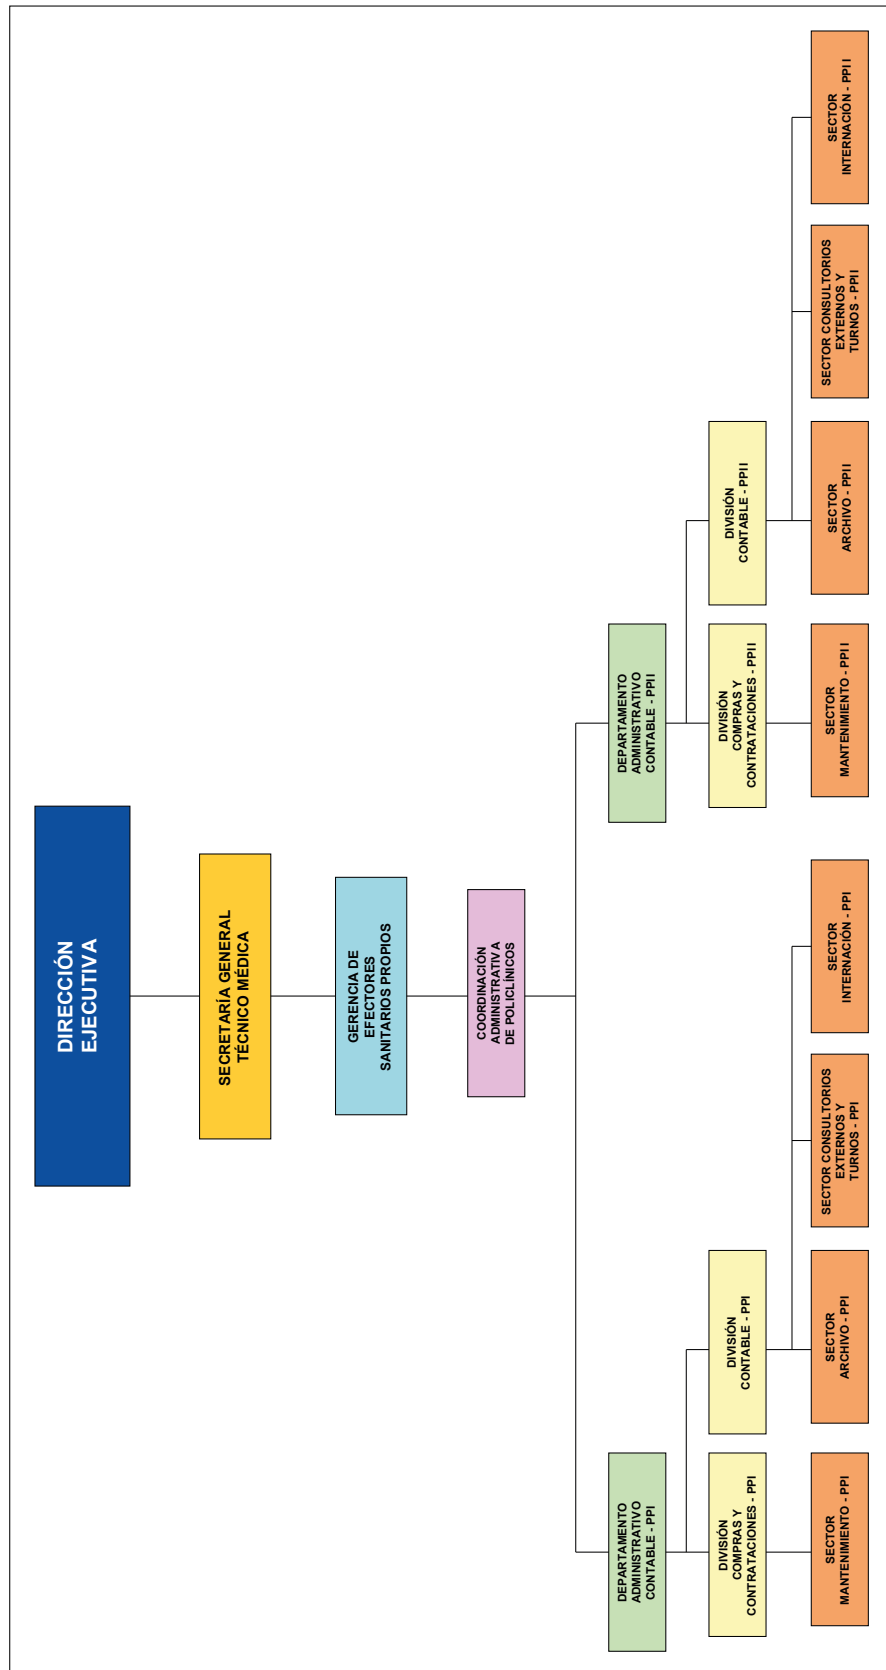 DIRECCIÓN
EJECUTIVA
SECRETARÍA GENERAL
TÉCNICO MÉDICA
GERENCIA DE
EFECTORES
SANITARIOS PROPIOS
COORDINACIÓN
ADMINISTRATIVA
DE POLICLÍNICOS
DEPARTAMENTO
ADMINISTRATIVO
CONTABLE - PPI
DEPARTAMENTO
ADMINISTRATIVO
CONTABLE - PPII
DIVISIÓN
COMPRAS Y
CONTRATACIONES - PPI
DIVISIÓN
CONTABLE - PPI
DIVISIÓN
COMPRAS Y
CONTRATACIONES - PPII
DIVISIÓN
CONTABLE - PPII
SECTOR
MANTENIMIENTO - PPI
SECTOR
ARCHIVO - PPI
SECTOR CONSULTORIOS
EXTERNOS Y
TURNOS - PPI
SECTOR
INTERNACIÓN - PPI
SECTOR
MANTENIMIENTO - PPII
SECTOR
ARCHIVO - PPII
SECTOR CONSULTORIOS
EXTERNOS Y
TURNOS - PPII
SECTOR
INTERNACIÓN - PPII